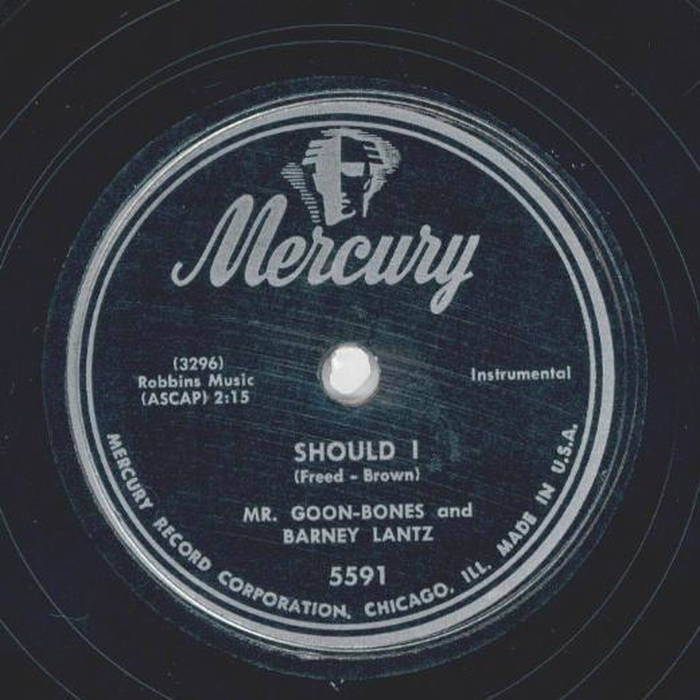 Mercury
(3296)
Robbins Music
(ASCAP) 2:15
Instrumental
SHOULD I
(Freed - Brown)
MR. GOON-BONES and
BARNEY LANTZ
5591
MERCURY RECORD CORPORATION, CHICAGO, ILL. MADE IN U.S.A.